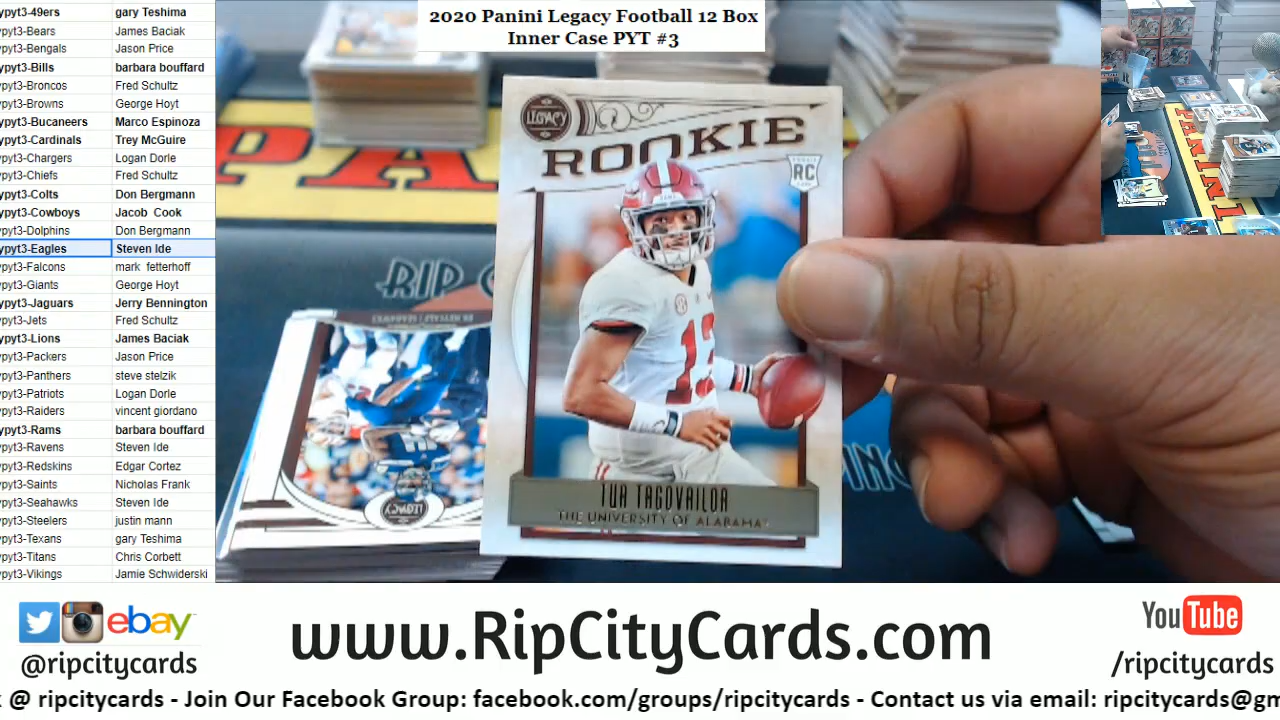 2020 Panini Legacy Football 12 Box
Inner Case PYT #3
ypyt3-49ers gary Teshima
ypyt3-Bears James Baciak
ypyt3-Bengals Jason Price
ypyt3-Bills barbara bouffard
ypyt3-Broncos Fred Schultz
ypyt3-Browns George Hoyt
ypyt3-Bucaneers Marco Espinoza
ypyt3-Cardinals Trey McGuire
ypyt3-Chargers Logan Dorle
ypyt3-Chiefs Fred Schultz
ypyt3-Colts Don Bergmann
ypyt3-Cowboys Jacob Cook
ypyt3-Dolphins Don Bergmann
ypyt3-Eagles Steven Ide
ypyt3-Falcons mark fetterhoff
ypyt3-Giants George Hoyt
ypyt3-Jaguars Jerry Bennington
ypyt3-Jets Fred Schultz
ypyt3-Lions James Baciak
ypyt3-Packers Jason Price
ypyt3-Panthers steve stelzik
ypyt3-Patriots Logan Dorle
ypyt3-Raiders vincent giordano
ypyt3-Rams barbara bouffard
ypyt3-Ravens Steven Ide
ypyt3-Redskins Edgar Cortez
ypyt3-Saints Nicholas Frank
ypyt3-Seahawks Steven Ide
ypyt3-Steelers justin mann
ypyt3-Texans gary Teshima
ypyt3-Titans Chris Corbett
ypyt3-Vikings Jamie Schwiderski
LEGACY
ROOKIE
RC
12
TUA TAGOVAILOA
THE UNIVERSITY OF ALABAMA
PA
RIP C
LEGACY
PANINI
ebay
@ripcitycards
www.RipCityCards.com
YouTube
/ripcitycards
@ ripcitycards - Join Our Facebook Group: facebook.com/groups/ripcitycards - Contact us via email: ripcitycards@gm